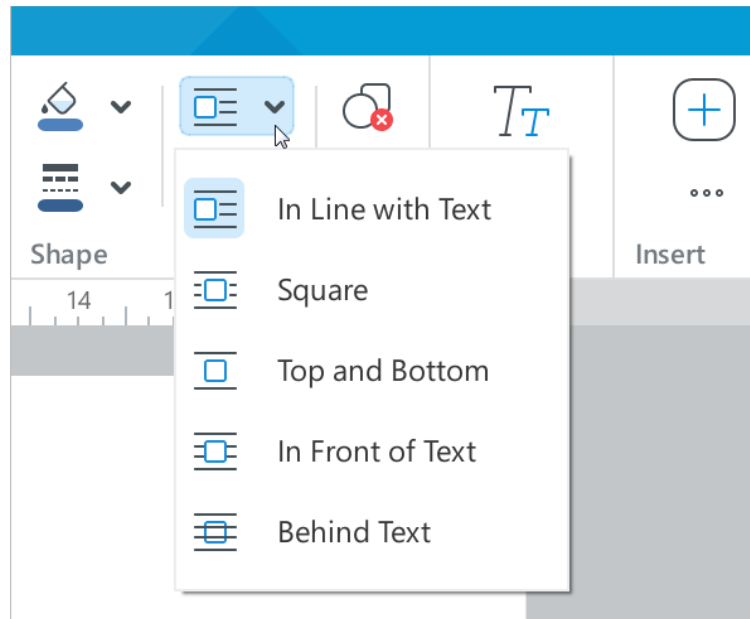 In Line with Text
Square
Top and Bottom
In Front of Text
Behind Text
Shape
Insert
14